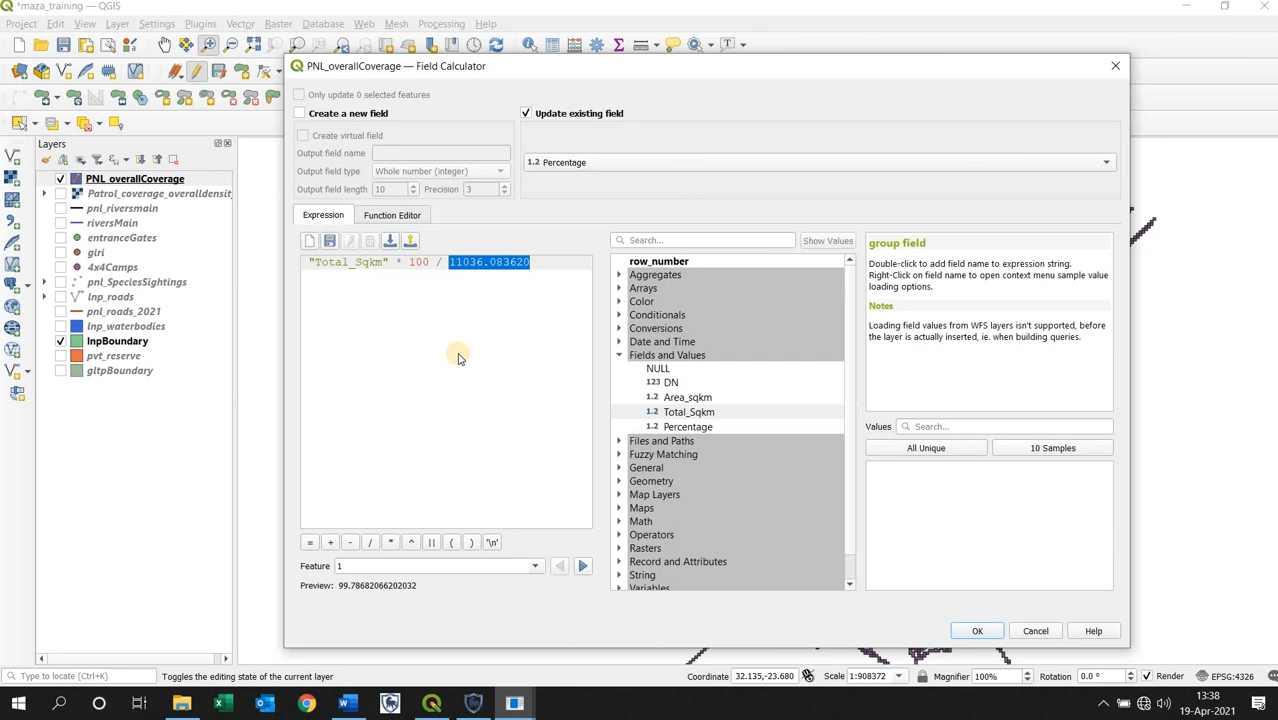 *maza_training — QGIS
Project Edit View Layer Settings Plugins Vector Raster Database Web Mesh Processing Help
PNL_overallCoverage — Field Calculator
Only update 0 selected features
Create a new field
Update existing field
Create virtual field
Output field name
1.2 Percentage
Output field type Whole number (integer)
Output field length 10 Precision 3
Layers
PNL_overallCoverage
Patrol_coverage_overalldensity
pnl_riversmain
riversMain
entranceGates
giri
4x4Camps
pnl_SpeciesSightings
lnp_roads
pnl_roads_2021
lnp_waterbodies
lnpBoundary
pvt_reserve
gltpBoundary
Expression Function Editor
"Total_Sqkm" * 100 / 11036.083620
= + - / * ^ || ( ) '\n'
Feature 1
Preview: 99.78682066202032
Search... Show Values
row_number
Aggregates
Arrays
Color
Conditionals
Conversions
Date and Time
Fields and Values
NULL
123 DN
1.2 Area_sqkm
1.2 Total_Sqkm
1.2 Percentage
Files and Paths
Fuzzy Matching
General
Geometry
Map Layers
Maps
Math
Operators
Rasters
Record and Attributes
String
Variables
group field
Double-click to add field name to expression string.
Right-Click on field name to open context menu sample value
loading options.
Notes
Loading field values from WFS layers isn't supported, before
the layer is actually inserted, ie. when building queries.
Values Search...
All Unique 10 Samples
OK Cancel Help
Type to locate (Ctrl+K) Toggles the editing state of the current layer Coordinate 32.135,-23.680 Scale 1:908372 Magnifier 100% Rotation 0.0 ° Render EPSG:4326
13:38
19-Apr-2021